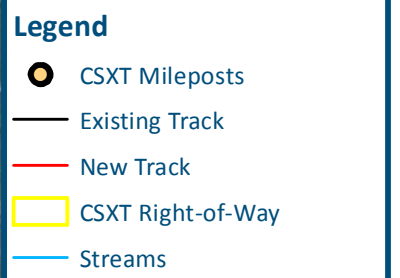 Legend
CSXT Mileposts
Existing Track
New Track
CSXT Right-of-Way
Streams